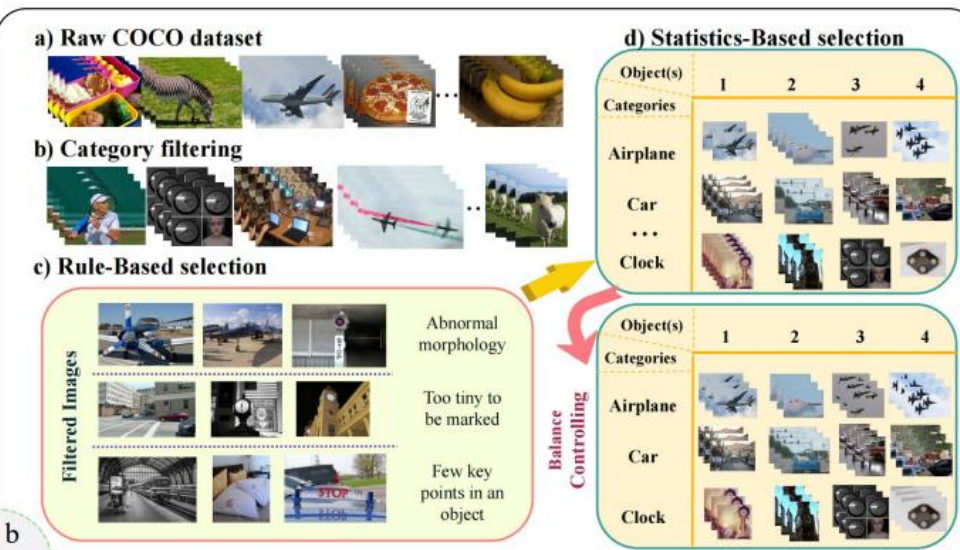 a) Raw COCO dataset
b) Category filtering
c) Rule-Based selection
Filtered Images
Abnormal
morphology
Too tiny to
be marked
Few key
points in an
object
STOP
d) Statistics-Based selection
Object(s)
Categories
1 2 3 4
Airplane
Car
...
Clock
Balance
Controlling
Object(s)
Categories
1 2 3 4
Airplane
Car
Clock
b